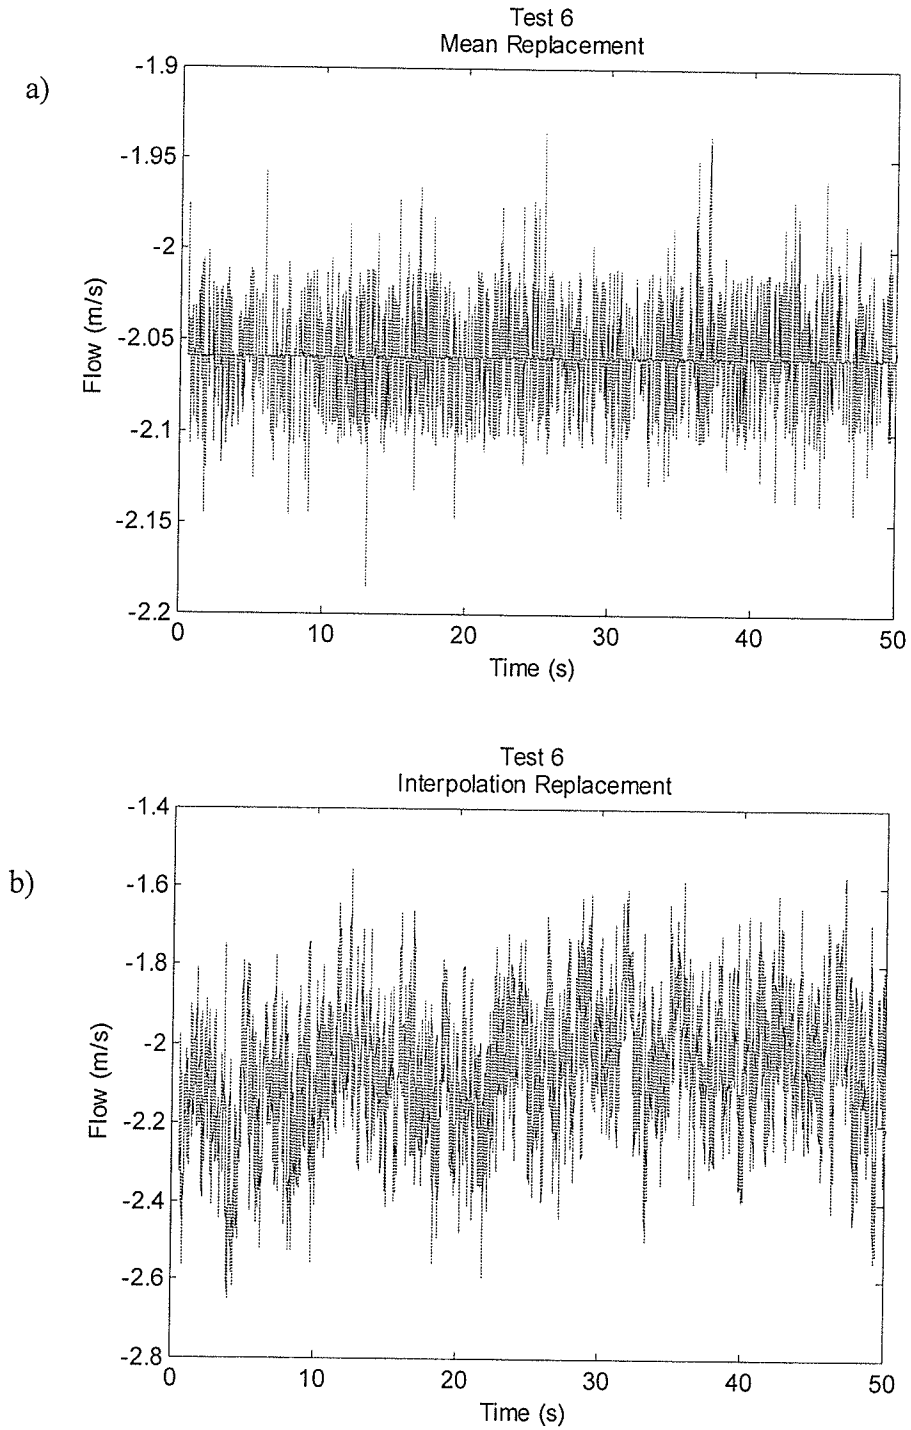 Test 6
Mean Replacement
a)
-1.9
-1.95
-2
-2.05
-2.1
-2.15
-2.2
Flow (m/s)
0 10 20 30 40 50
Time (s)
Test 6
Interpolation Replacement
b)
-1.4
-1.6
-1.8
-2
-2.2
-2.4
-2.6
-2.8
Flow (m/s)
0 10 20 30 40 50
Time (s)